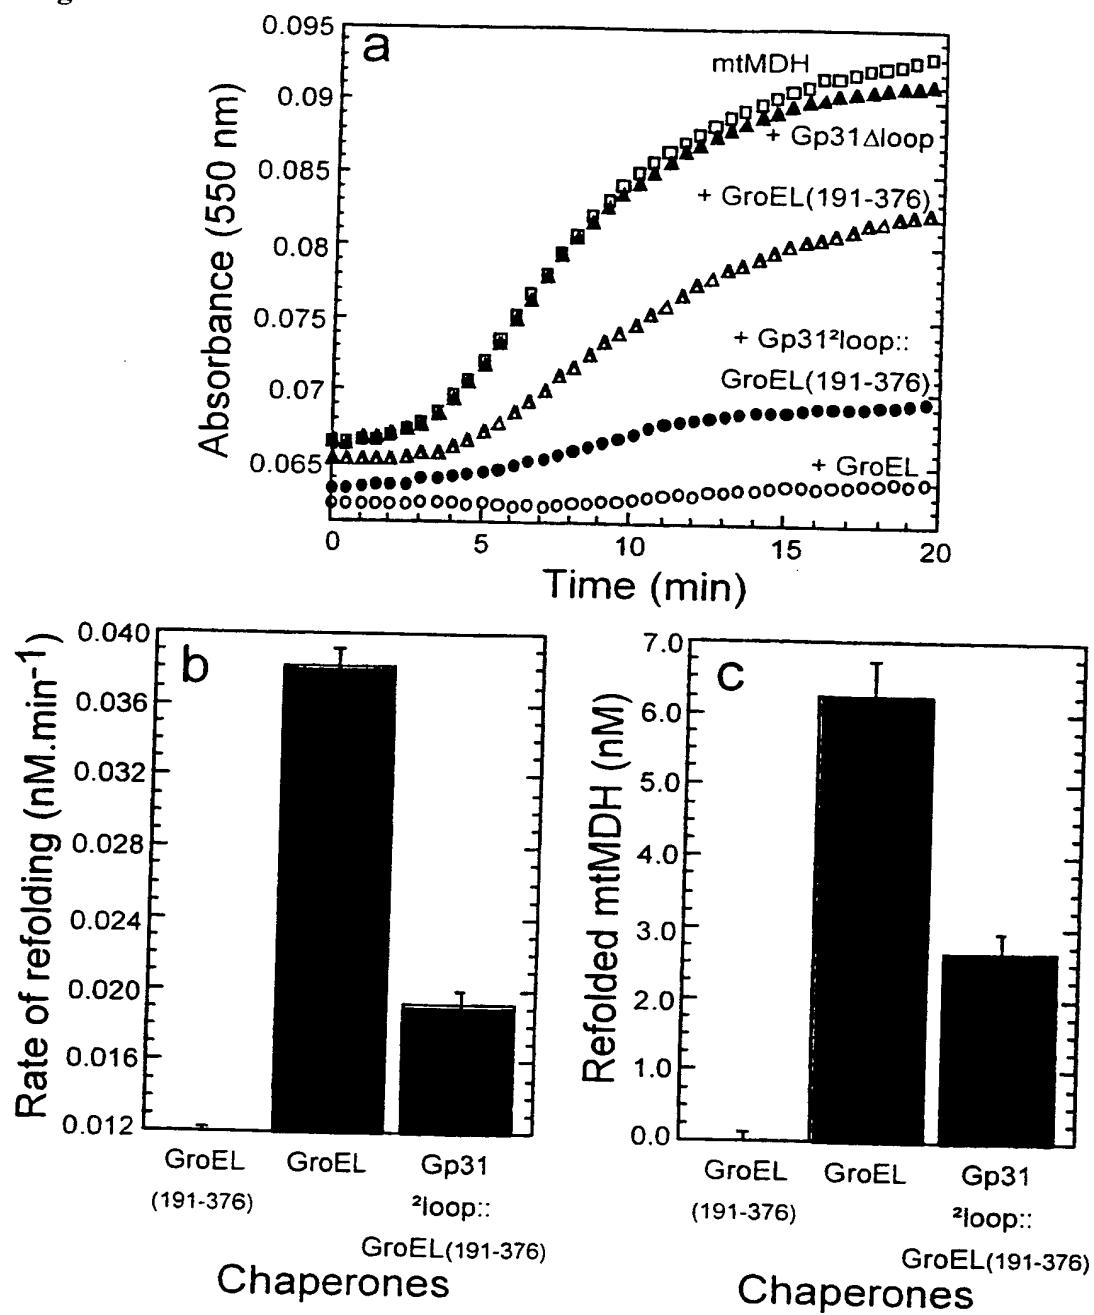 a
0.095
0.09
0.085
0.08
0.075
0.07
0.065
Absorbance (550 nm)
mtMDH
+ Gp31Δloop
+ GroEL(191-376)
+ Gp31²loop::
GroEL(191-376)
+ GroEL
0 5 10 15 20
Time (min)
b
0.040
0.036
0.032
0.028
0.024
0.020
0.016
0.012
Rate of refolding (nM.min⁻¹)
GroEL GroEL Gp31
(191-376) ²loop::
GroEL(191-376)
Chaperones
c
7.0
6.0
5.0
4.0
3.0
2.0
1.0
0.0
Refolded mtMDH (nM)
GroEL GroEL Gp31
(191-376) ²loop::
GroEL(191-376)
Chaperones